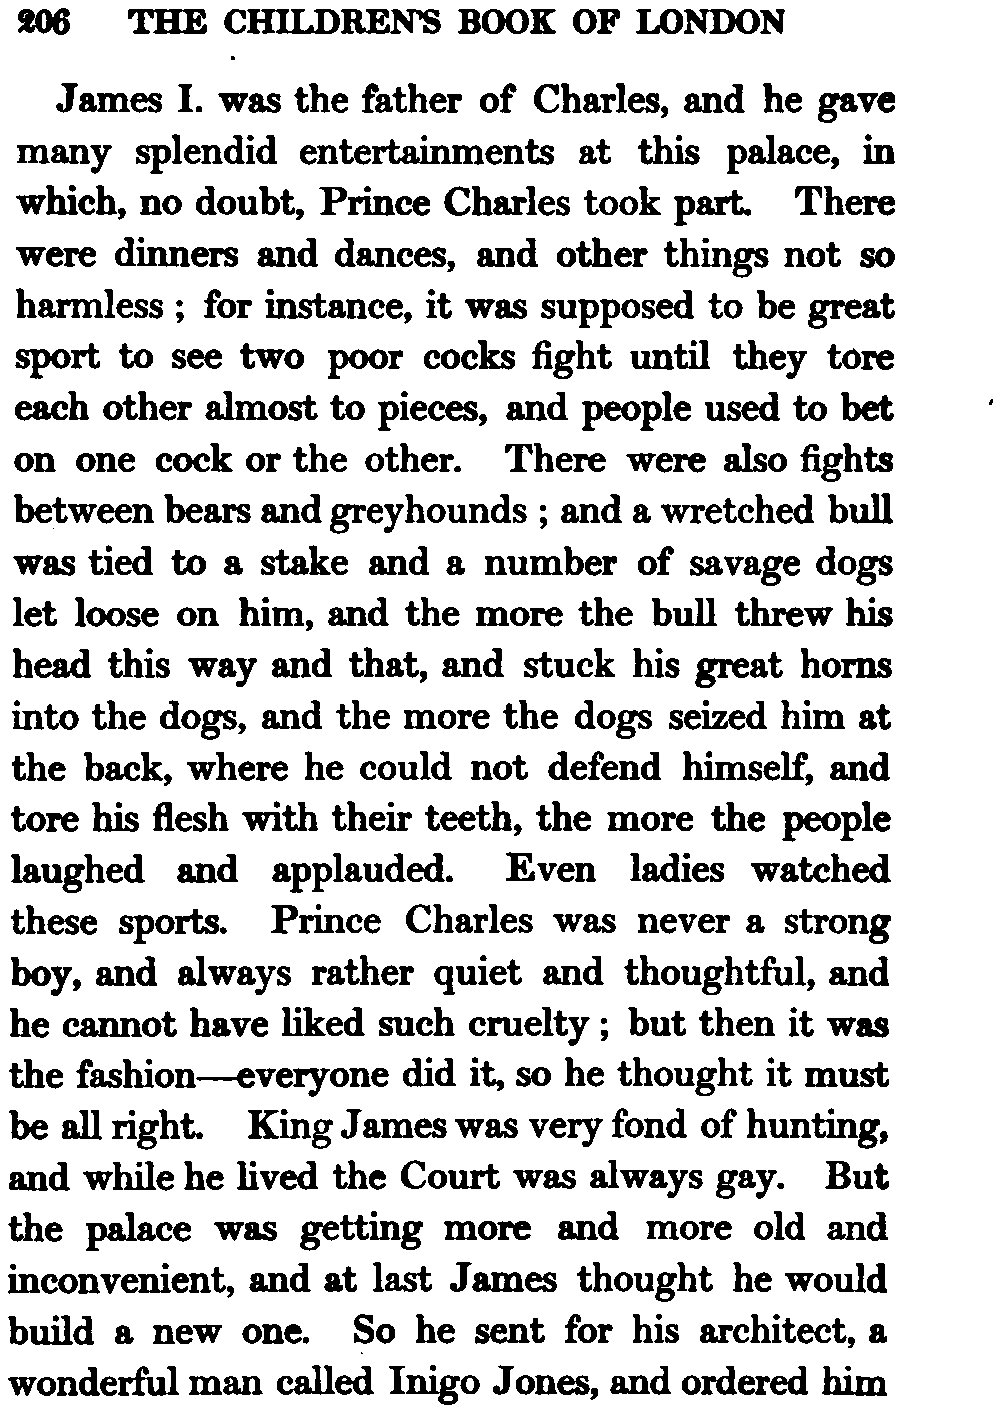 206 THE CHILDREN'S BOOK OF LONDON
James I. was the father of Charles, and he gave
many splendid entertainments at this palace, in
which, no doubt, Prince Charles took part. There
were dinners and dances, and other things not so
harmless ; for instance, it was supposed to be great
sport to see two poor cocks fight until they tore
each other almost to pieces, and people used to bet
on one cock or the other. There were also fights
between bears and greyhounds ; and a wretched bull
was tied to a stake and a number of savage dogs
let loose on him, and the more the bull threw his
head this way and that, and stuck his great horns
into the dogs, and the more the dogs seized him at
the back, where he could not defend himself, and
tore his flesh with their teeth, the more the people
laughed and applauded. Even ladies watched
these sports. Prince Charles was never a strong
boy, and always rather quiet and thoughtful, and
he cannot have liked such cruelty ; but then it was
the fashion—everyone did it, so he thought it must
be all right. King James was very fond of hunting,
and while he lived the Court was always gay. But
the palace was getting more and more old and
inconvenient, and at last James thought he would
build a new one. So he sent for his architect, a
wonderful man called Inigo Jones, and ordered him